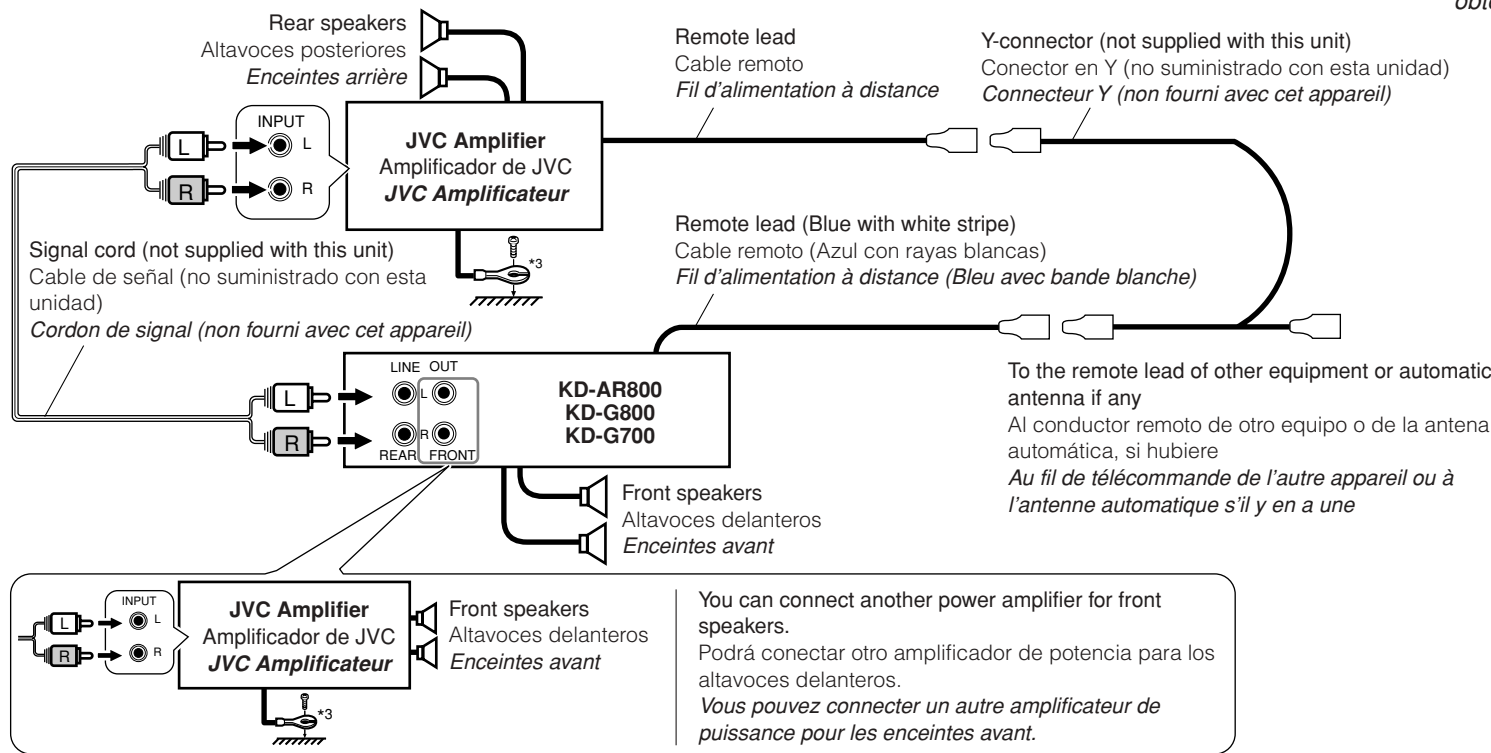 obte
Rear speakers
Altavoces posteriores
Enceintes arrière
Remote lead
Cable remoto
Fil d'alimentation à distance
Y-connector (not supplied with this unit)
Conector en Y (no suministrado con esta unidad)
Connecteur Y (non fourni avec cet appareil)
INPUT
L
L
R
R
JVC Amplifier
Amplificador de JVC
JVC Amplificateur
*3
Signal cord (not supplied with this unit)
Cable de señal (no suministrado con esta
unidad)
Cordon de signal (non fourni avec cet appareil)
Remote lead (Blue with white stripe)
Cable remoto (Azul con rayas blancas)
Fil d'alimentation à distance (Bleu avec bande blanche)
LINE OUT
L
L
R
R
REAR FRONT
KD-AR800
KD-G800
KD-G700
To the remote lead of other equipment or automatic
antenna if any
Al conductor remoto de otro equipo o de la antena
automática, si hubiere
Au fil de télécommande de l'autre appareil ou à
l'antenne automatique s'il y en a une
Front speakers
Altavoces delanteros
Enceintes avant
INPUT
L
L
R
R
JVC Amplifier
Amplificador de JVC
JVC Amplificateur
*3
Front speakers
Altavoces delanteros
Enceintes avant
You can connect another power amplifier for front
speakers.
Podrá conectar otro amplificador de potencia para los
altavoces delanteros.
Vous pouvez connecter un autre amplificateur de
puissance pour les enceintes avant.